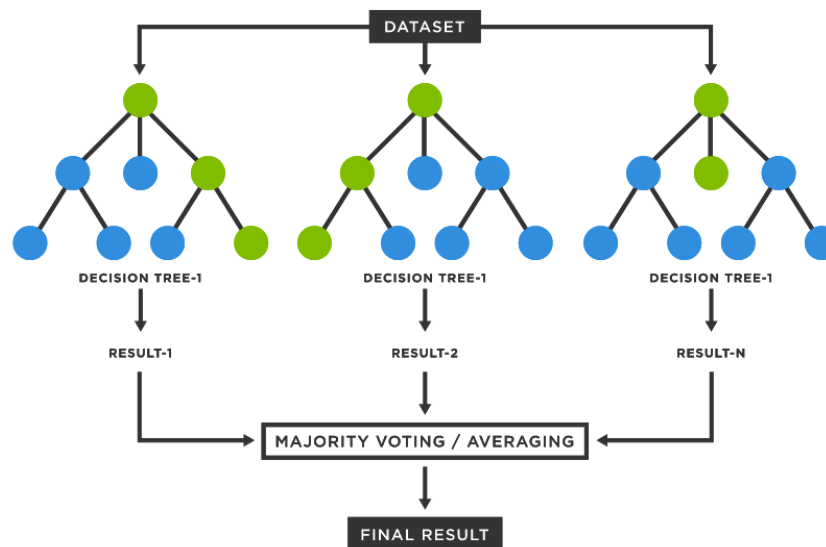 DATASET
DECISION TREE-1
DECISION TREE-1
DECISION TREE-1
RESULT-1
RESULT-2
RESULT-N
MAJORITY VOTING / AVERAGING
FINAL RESULT